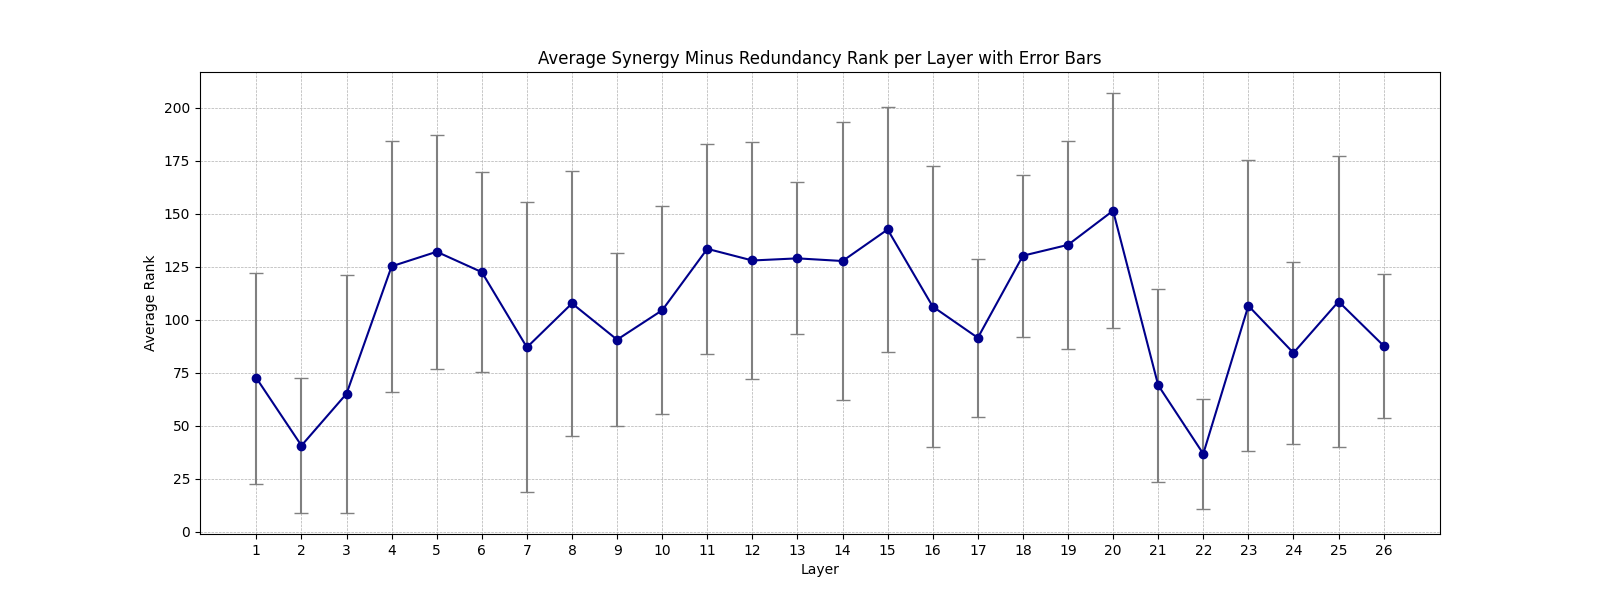 Average Synergy Minus Redundancy Rank per Layer with Error Bars
Average Rank
200
175
150
125
100
75
50
25
0
1 2 3 4 5 6 7 8 9 10 11 12 13 14 15 16 17 18 19 20 21 22 23 24 25 26
Layer